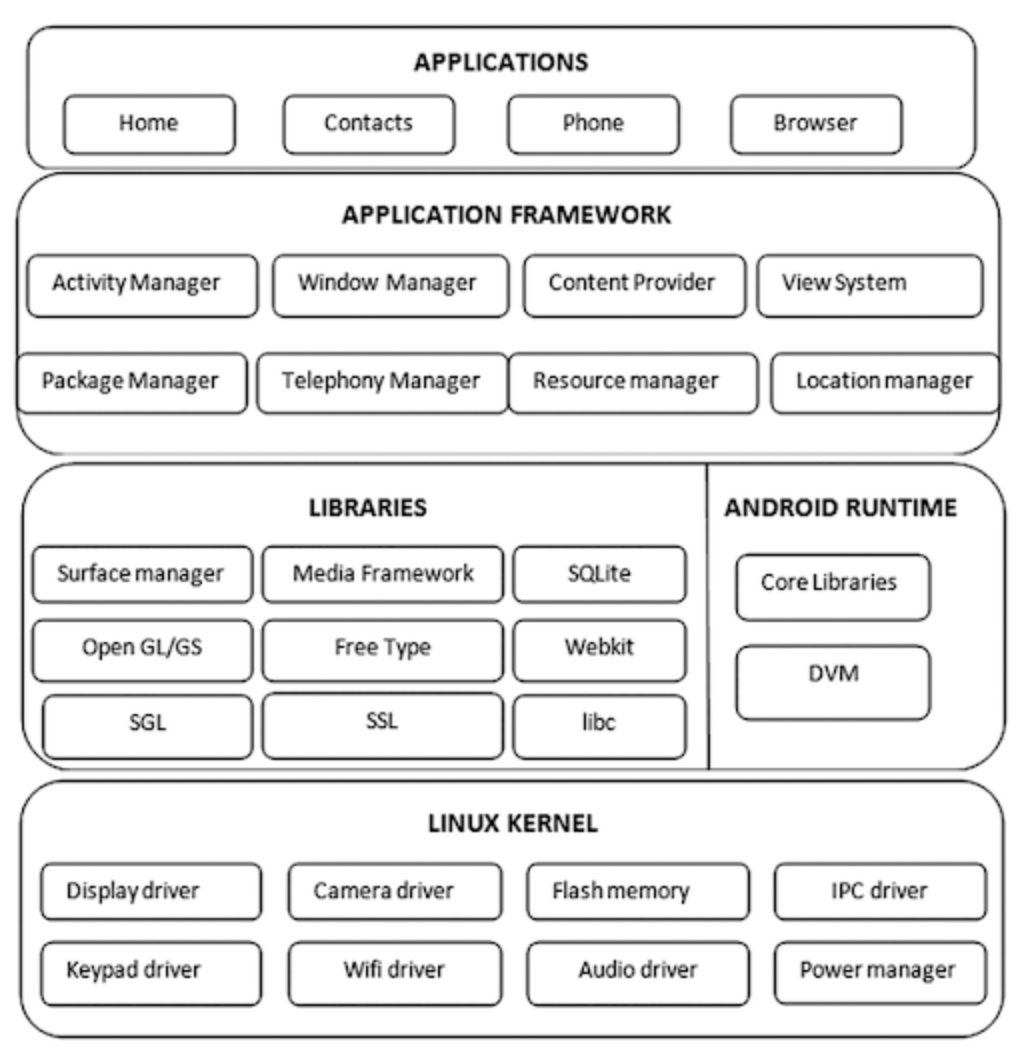 APPLICATIONS
Home
Contacts
Phone
Browser
APPLICATION FRAMEWORK
Activity Manager
Window Manager
Content Provider
View System
Package Manager
Telephony Manager
Resource manager
Location manager
LIBRARIES
Surface manager
Media Framework
SQLite
Open GL/GS
Free Type
Webkit
SGL
SSL
libc
ANDROID RUNTIME
Core Libraries
DVM
LINUX KERNEL
Display driver
Camera driver
Flash memory
IPC driver
Keypad driver
Wifi driver
Audio driver
Power manager